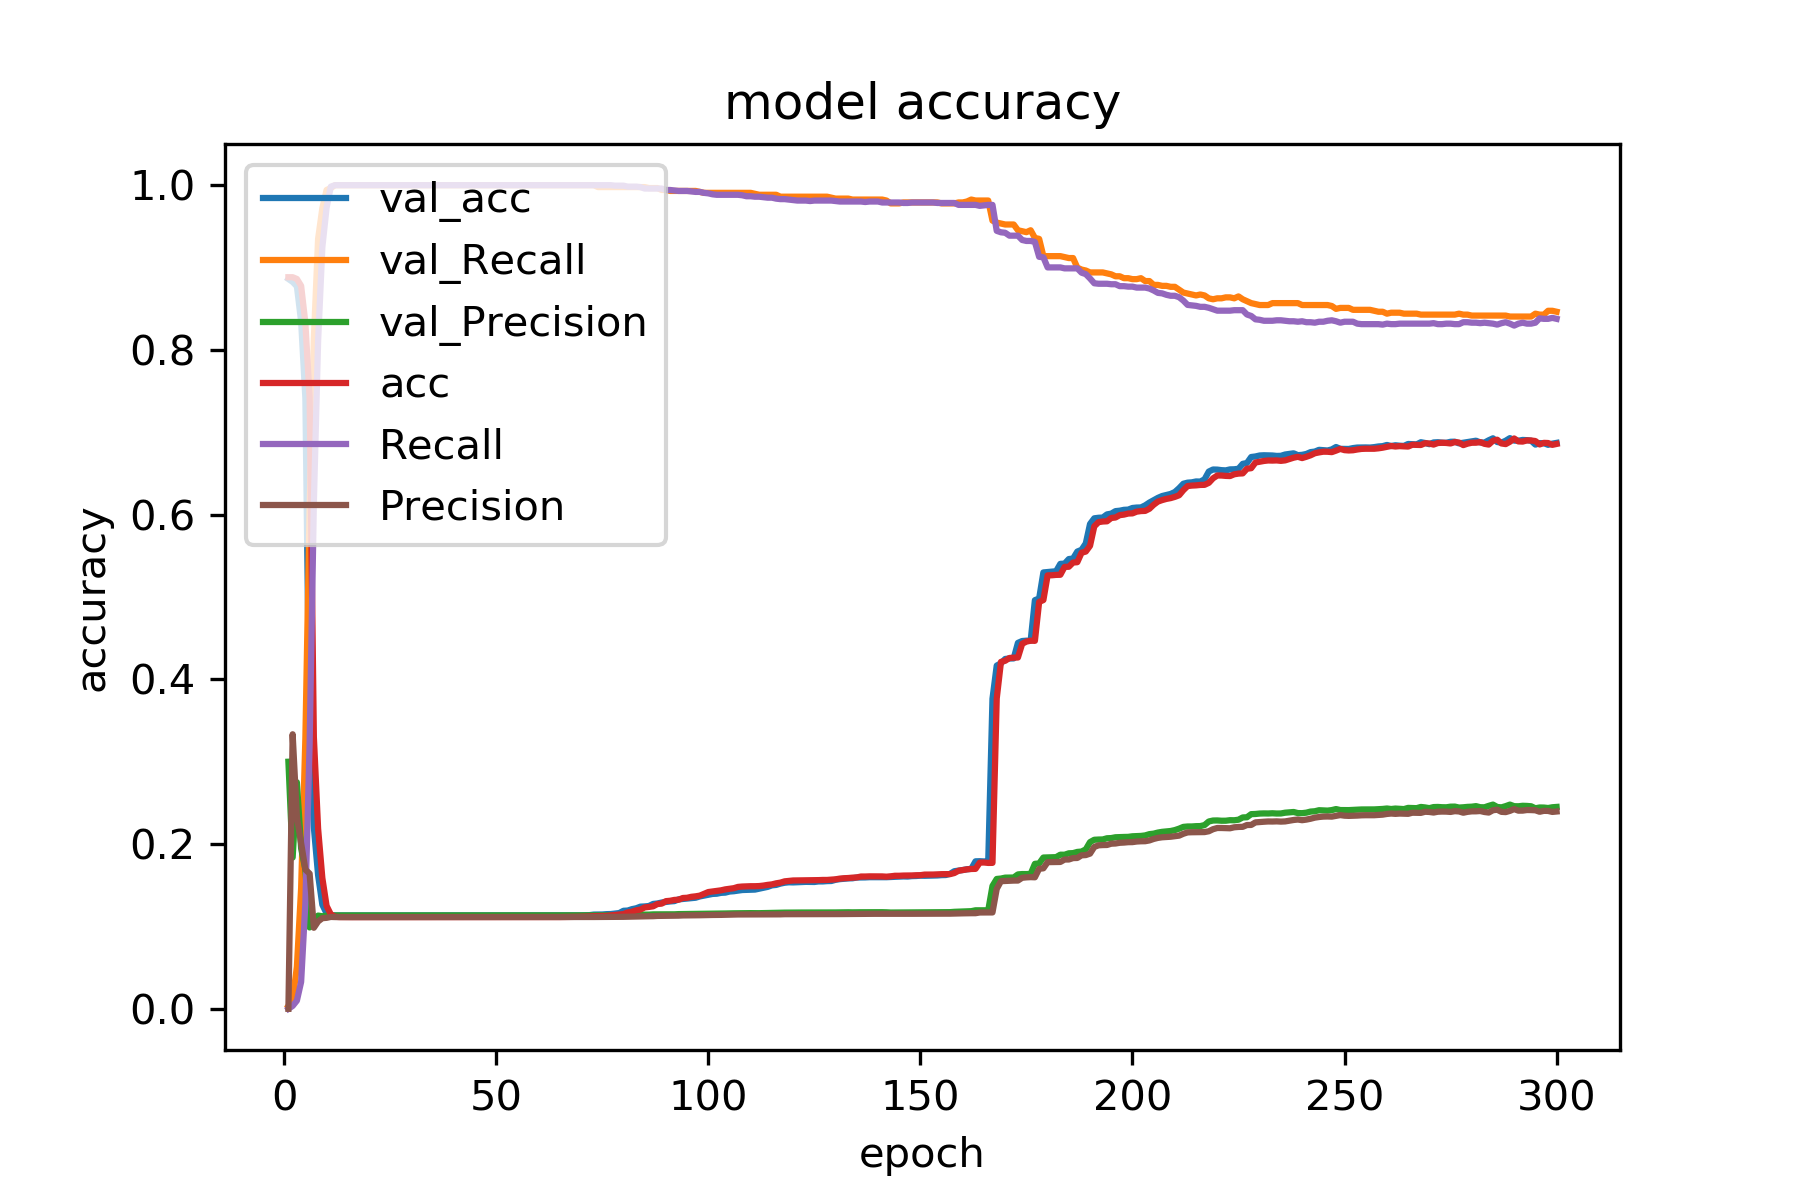 model accuracy
val_acc
val_Recall
val_Precision
acc
Recall
Precision
accuracy
1.0
0.8
0.6
0.4
0.2
0.0
0 50 100 150 200 250 300
epoch